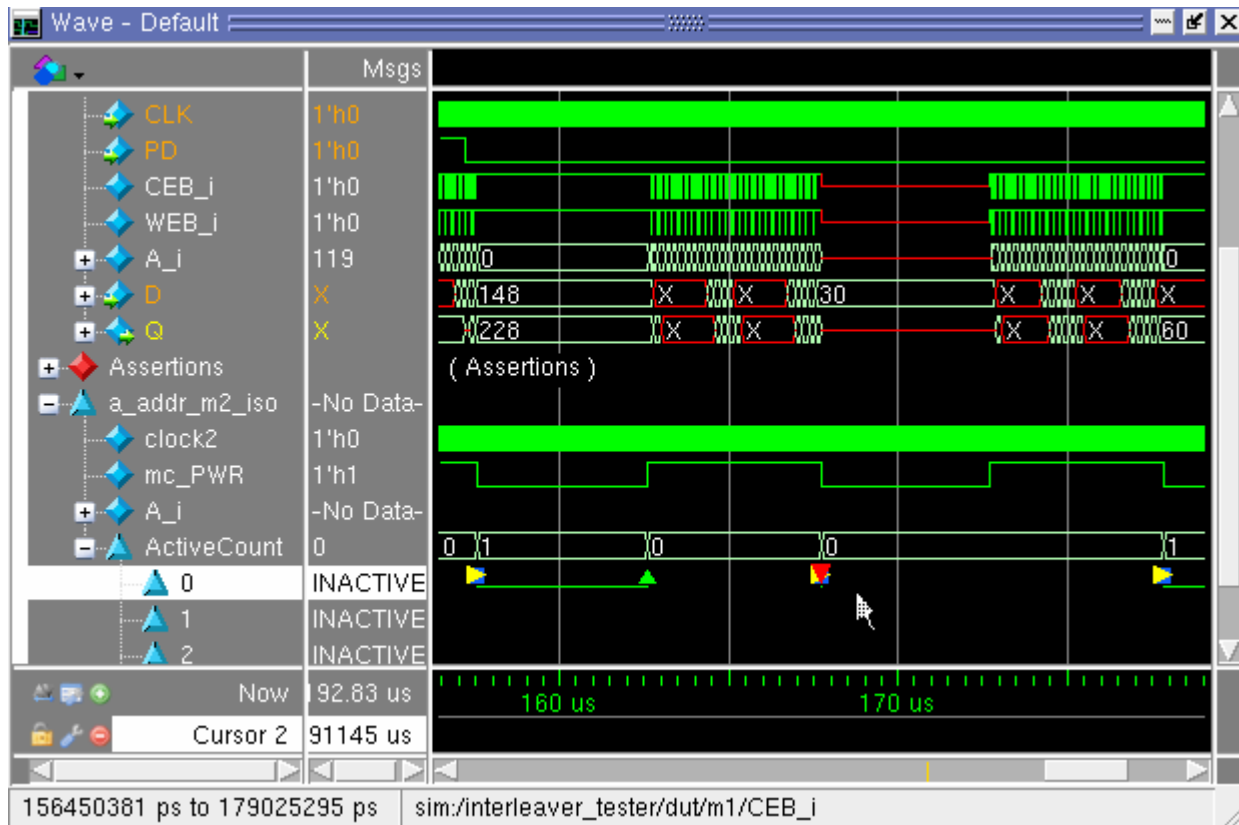 Wave - Default
Msgs
CLK 1'h0
PD 1'h0
CEB_i 1'h0
WEB_i 1'h0
A_i 119 0 0
D X 148 X X 30 X X X
Q X 228 X X X X 60
Assertions ( Assertions )
a_addr_m2_iso -No Data-
clock2 1'h0
mc_PWR 1'h1
A_i -No Data-
ActiveCount 0 0 1 0 0 1
0 INACTIVE
1 INACTIVE
2 INACTIVE
Now 192.83 us 160 us 170 us
Cursor 2 91145 us
156450381 ps to 179025295 ps sim:/interleaver_tester/dut/m1/CEB_i